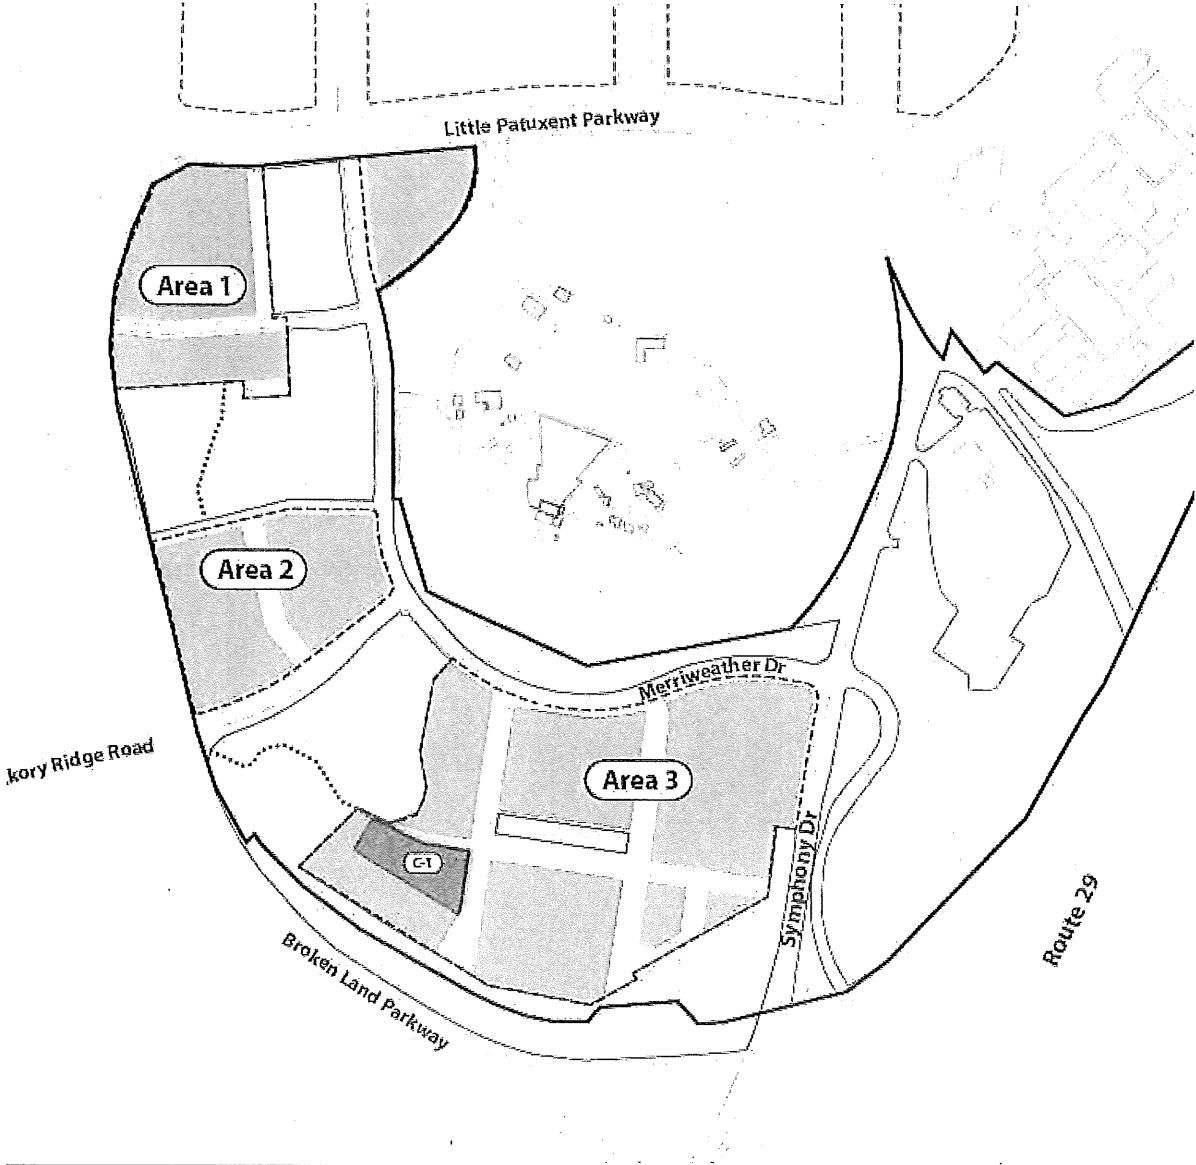 Little Patuxent Parkway
Area 1
Area 2
Merriweather Dr
kory Ridge Road
Area 3
C-1
Symphony Dr
Route 29
Broken Land Parkway